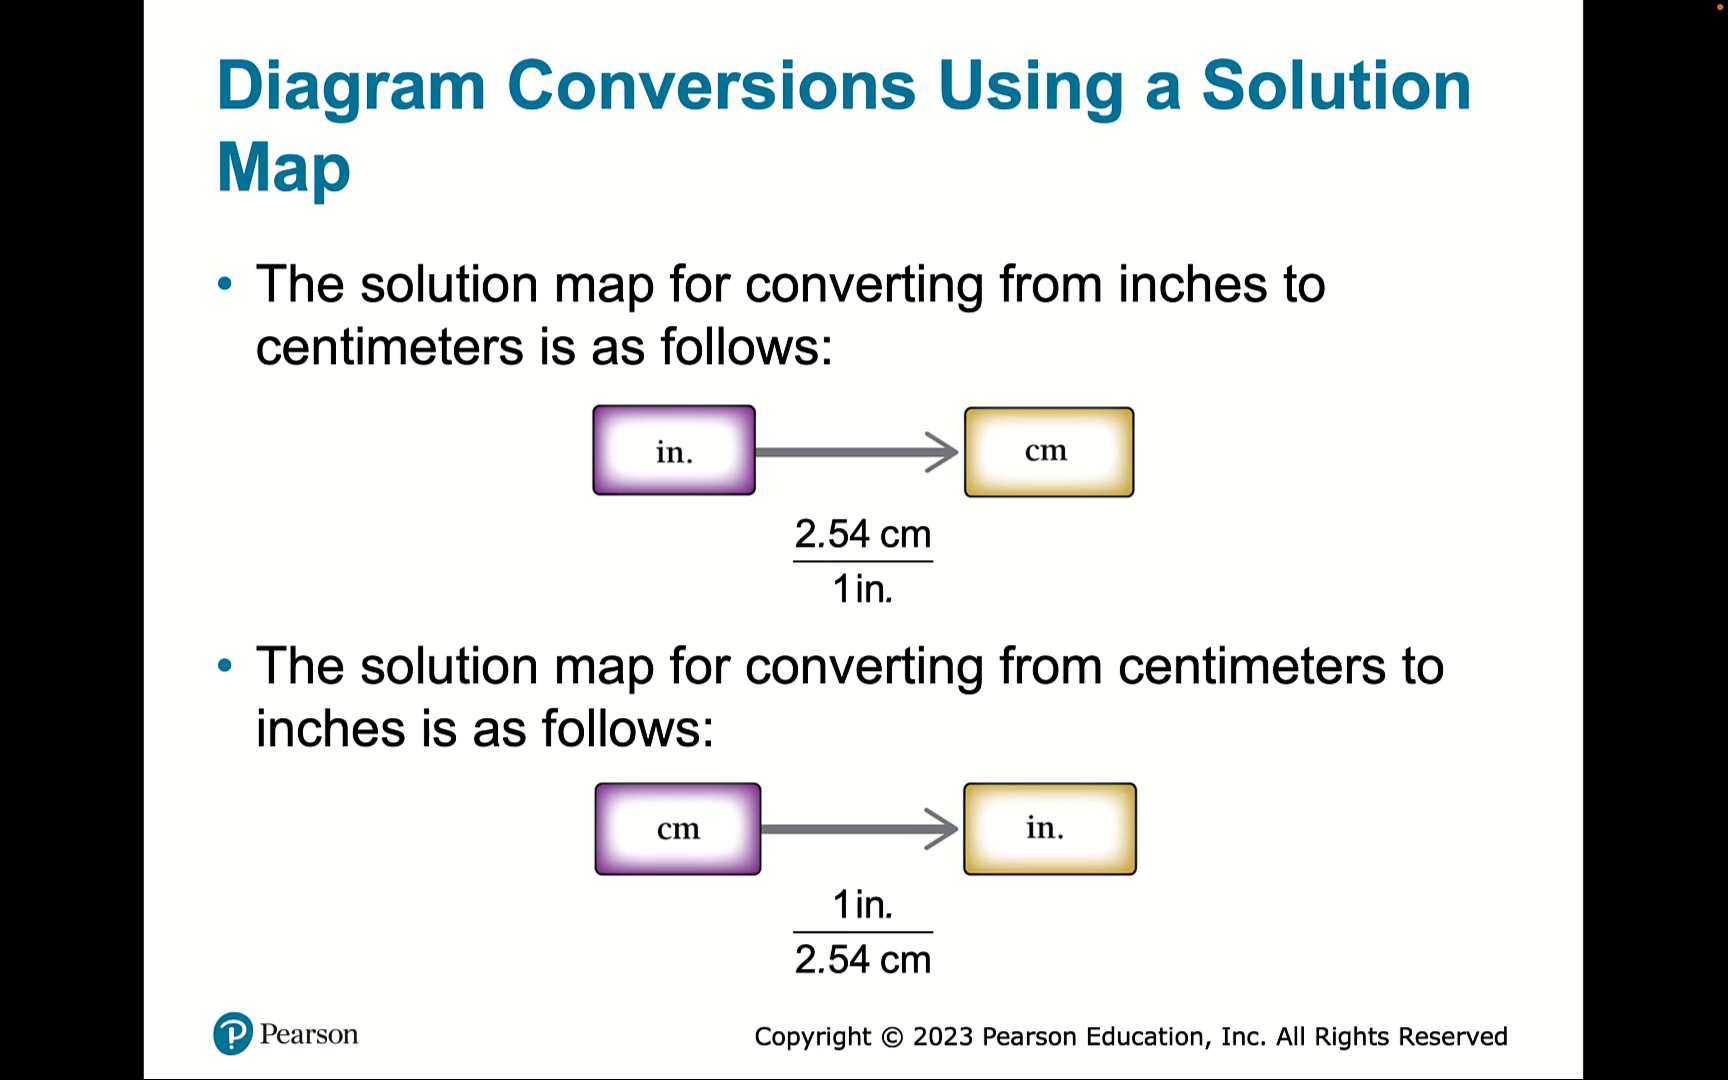 Diagram Conversions Using a Solution
Map
• The solution map for converting from inches to
centimeters is as follows:
in.
cm
2.54 cm
1 in.
• The solution map for converting from centimeters to
inches is as follows:
cm
in.
1 in.
2.54 cm
P Pearson
Copyright © 2023 Pearson Education, Inc. All Rights Reserved